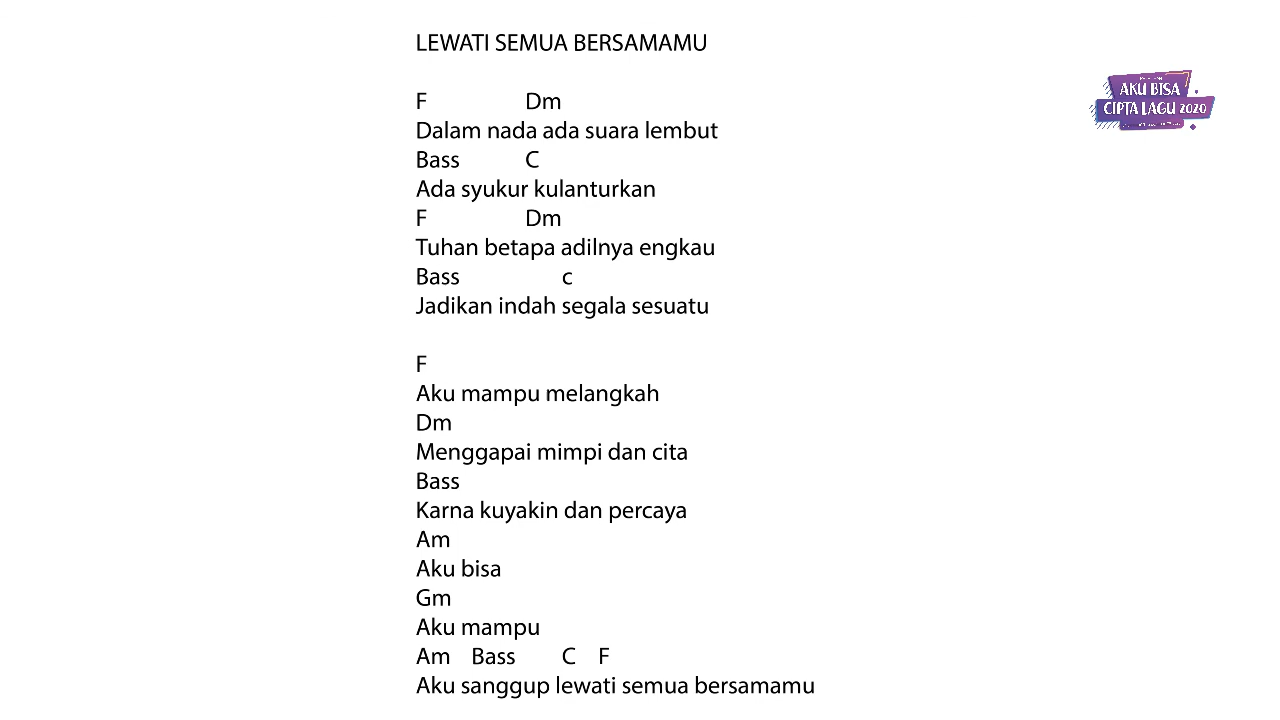 LEWATI SEMUA BERSAMAMU
F Dm
Dalam nada ada suara lembut
Bass C
Ada syukur kulanturkan
F Dm
Tuhan betapa adilnya engkau
Bass c
Jadikan indah segala sesuatu
F
Aku mampu melangkah
Dm
Menggapai mimpi dan cita
Bass
Karna kuyakin dan percaya
Am
Aku bisa
Gm
Aku mampu
Am Bass C F
Aku sanggup lewati semua bersamamu
AKU BISA
CIPTA LAGU 2020